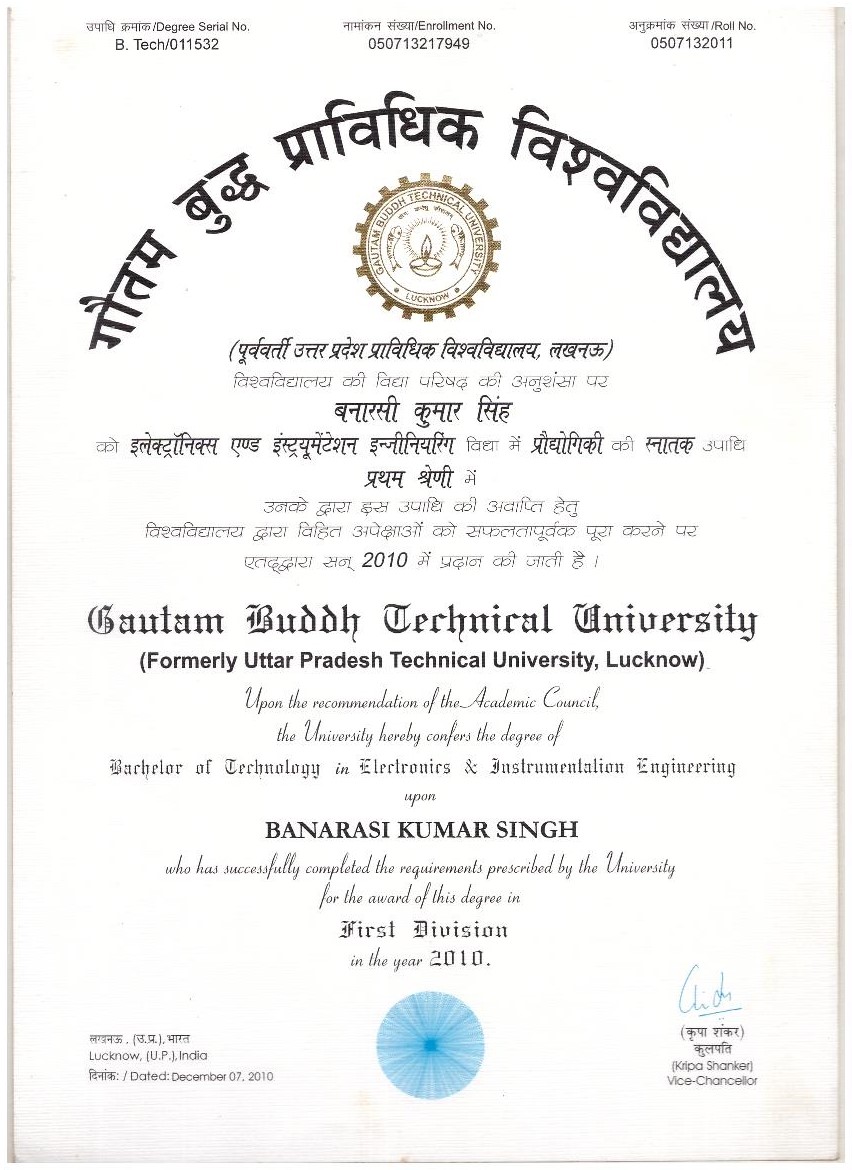 उपाधि क्रमांक/Degree Serial No.
B. Tech/011532
नामांकन संख्या/Enrollment No.
050713217949
अनुक्रमांक संख्या/Roll No.
0507132011
गौतम बुद्ध प्राविधिक विश्वविद्यालय
GAUTAM BUDDH TECHNICAL UNIVERSITY
LUCKNOW
(पूर्ववर्ती उत्तर प्रदेश प्राविधिक विश्वविद्यालय, लखनऊ)
विश्वविद्यालय की विद्या परिषद की अनुशंसा पर
बनारसी कुमार सिंह
को इलेक्ट्रॉनिक्स एण्ड इंस्ट्रयूमेंटेशन इन्जीनियरिंग विद्या में प्रौद्योगिकी की स्नातक उपाधि
प्रथम श्रेणी में
उनके द्वारा इस उपाधि की अवाप्ति हेतु
विश्वविद्यालय द्वारा विहित अपेक्षाओं को सफलतापूर्वक पूरा करने पर
एतद्द्वारा सन् 2010 में प्रदान की जाती है ।
Gautam Buddh Technical University
(Formerly Uttar Pradesh Technical University, Lucknow)
Upon the recommendation of the Academic Council,
the University hereby confers the degree of
Bachelor of Technology in Electronics & Instrumentation Engineering
upon
BANARASI KUMAR SINGH
who has successfully completed the requirements prescribed by the University
for the award of this degree in
First Division
in the year 2010.
लखनऊ , (उ.प्र.), भारत
Lucknow, (U.P.), India
दिनांक: / Dated: December 07, 2010
(कृपा शंकर)
कुलपति
(Kripa Shanker)
Vice-Chancellor